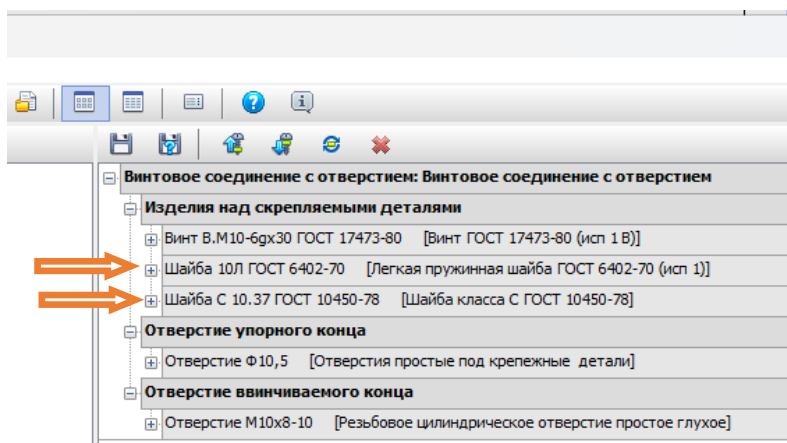 Винтовое соединение с отверстием: Винтовое соединение с отверстием
Изделия над скрепляемыми деталями
Винт В.М10-6gx30 ГОСТ 17473-80 [Винт ГОСТ 17473-80 (исп 1 В)]
Шайба 10Л ГОСТ 6402-70 [Легкая пружинная шайба ГОСТ 6402-70 (исп 1)]
Шайба С 10.37 ГОСТ 10450-78 [Шайба класса С ГОСТ 10450-78]
Отверстие упорного конца
Отверстие Ф10,5 [Отверстия простые под крепежные детали]
Отверстие ввинчиваемого конца
Отверстие М10х8-10 [Резьбовое цилиндрическое отверстие простое глухое]